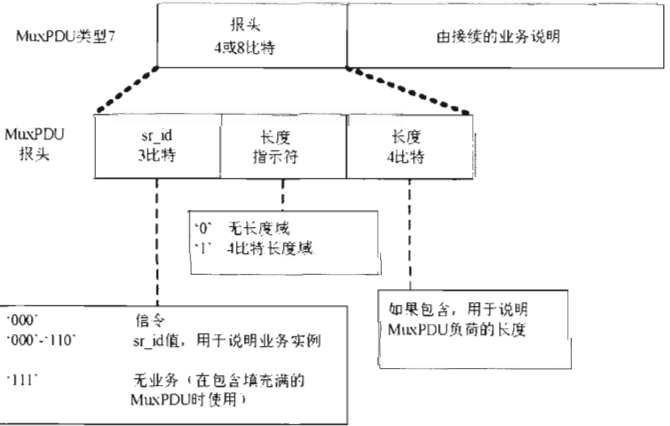 MuxPDU类型7
报头
4或8比特
由接续的业务说明
MuxPDU
报头
sr_id
3比特
长度
指示符
长度
4比特
'0' 无长度域
'1' 4比特长度域
'000' 信令
'000'-'110' sr_id值，用于说明业务实例
'111' 无业务（在包含填充满的
MuxPDU时使用）
如果包含，用于说明
MuxPDU负荷的长度